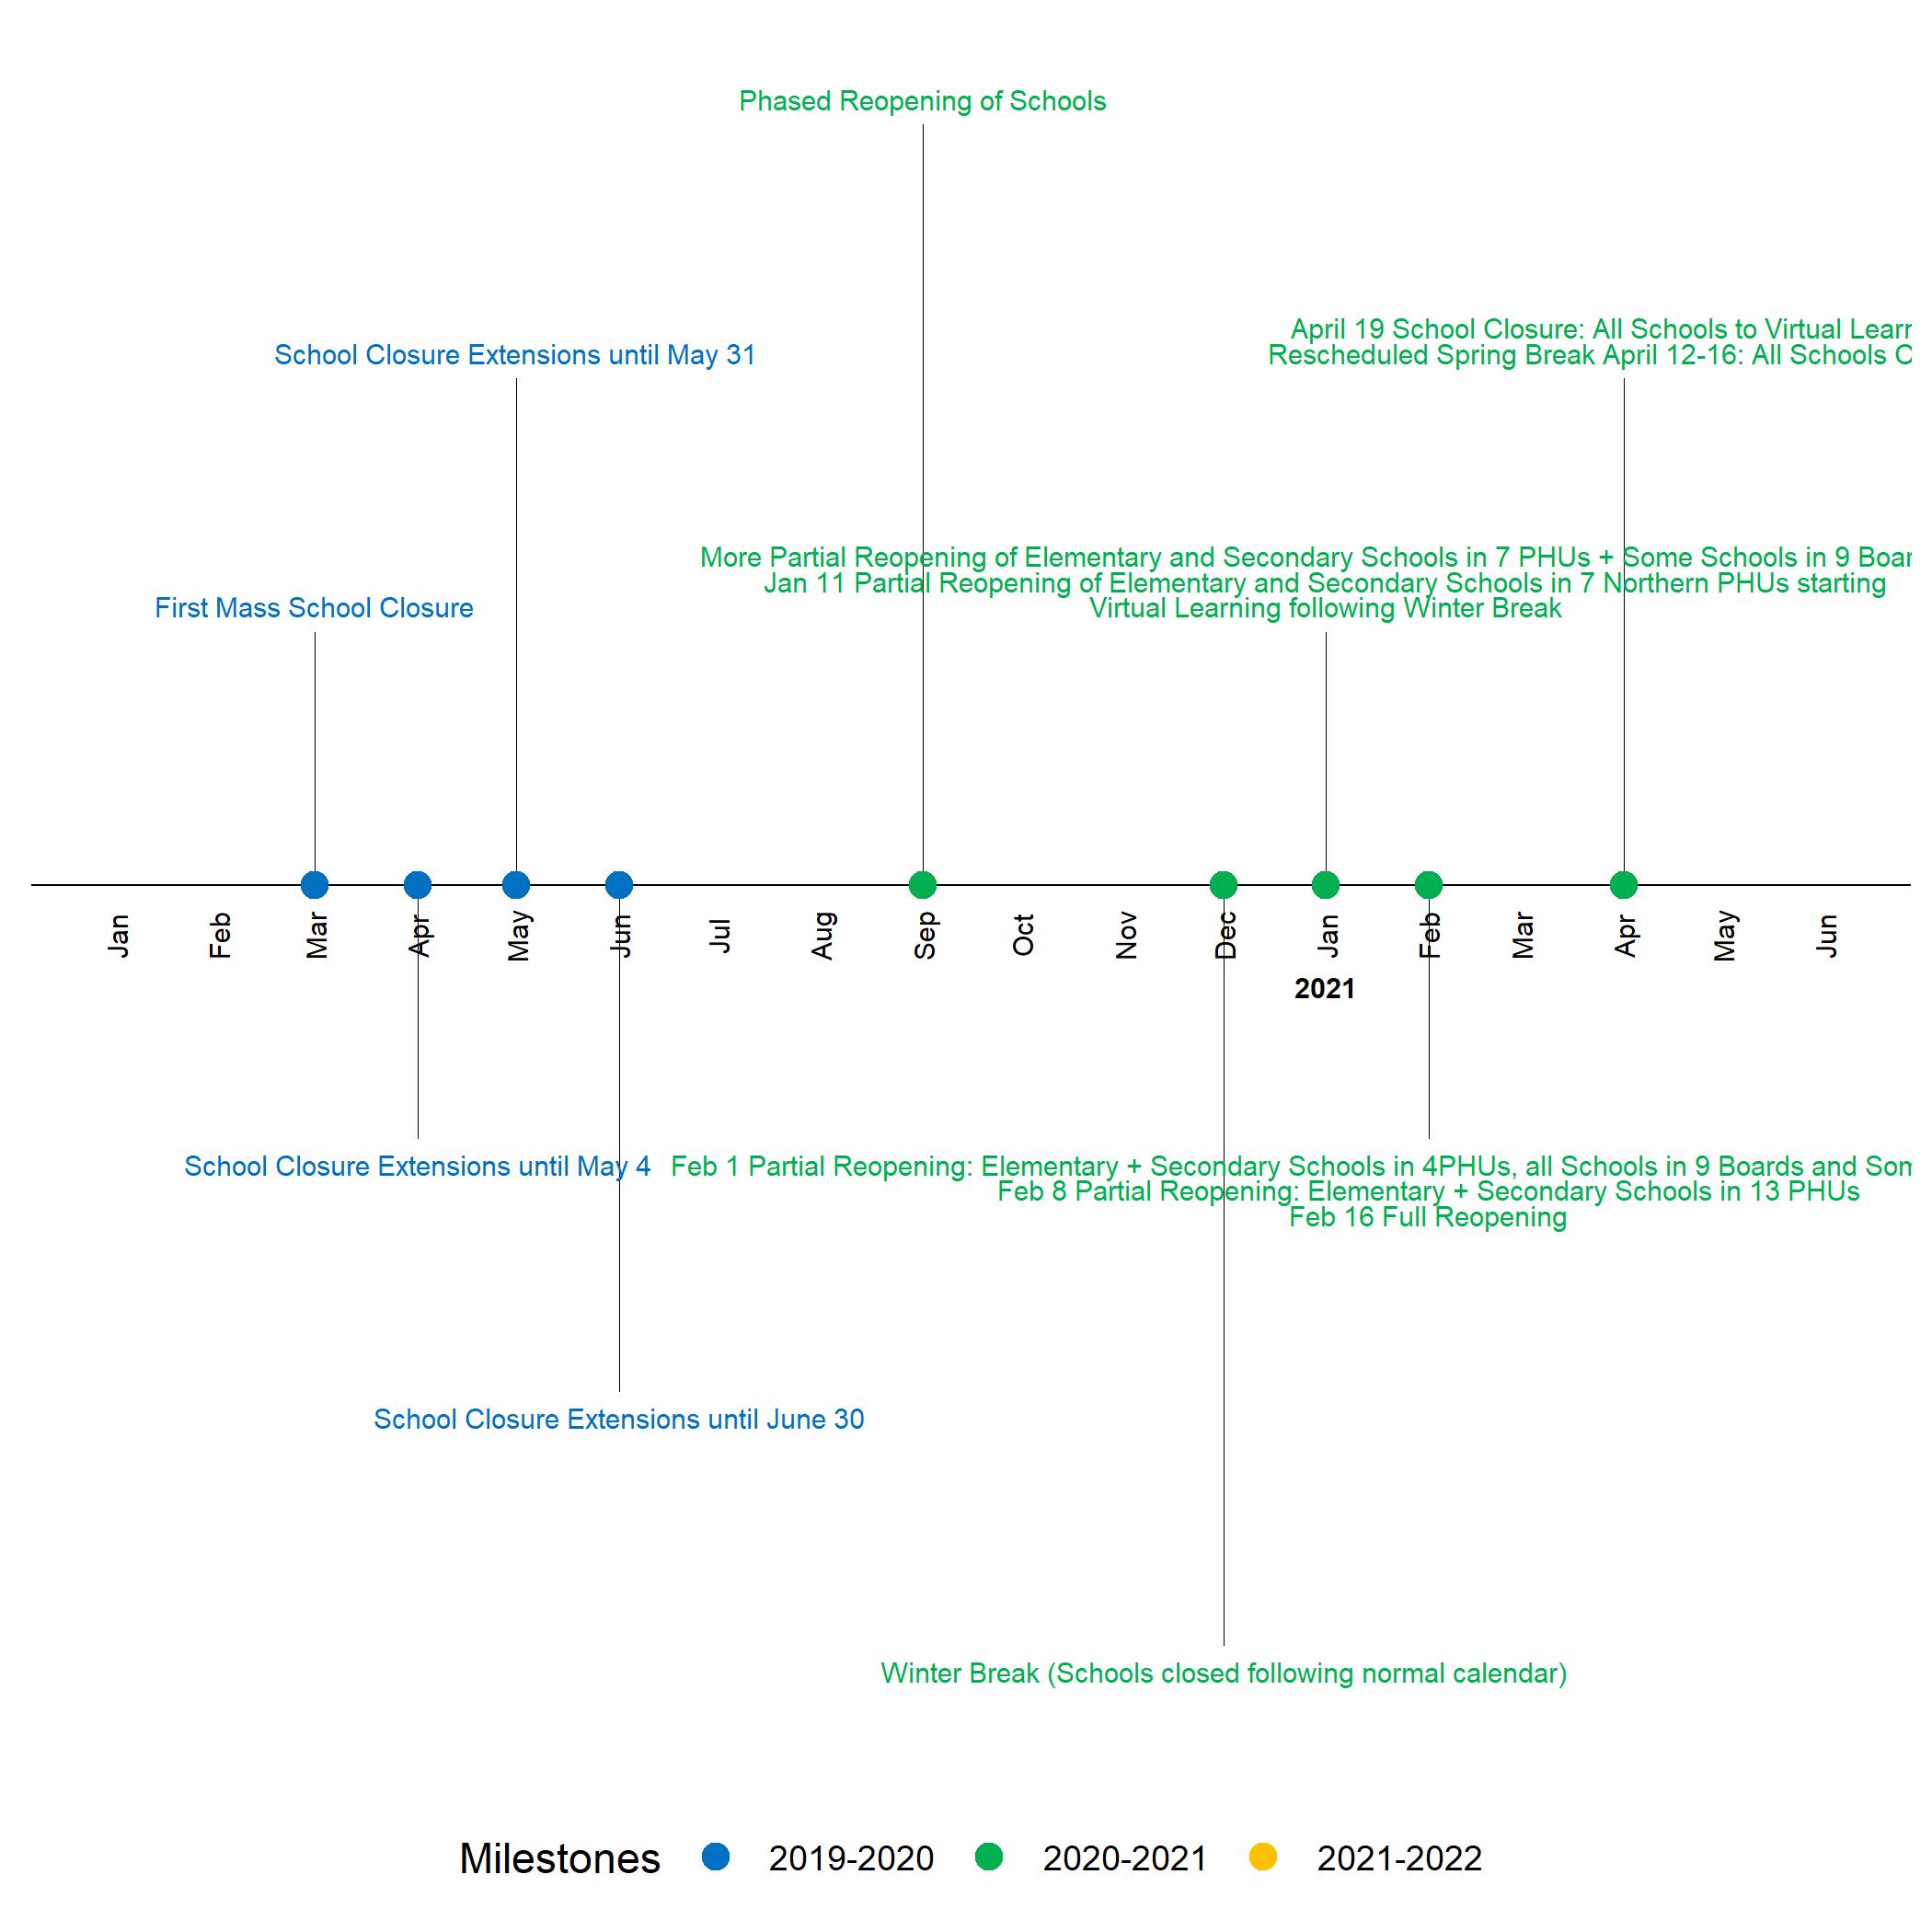 Phased Reopening of Schools
April 19 School Closure: All Schools to Virtual
School Closure Extensions until May 31
Rescheduled Spring Break April 12-16: All Schools
More Partial Reopening of Elementary and Secondary Schools in 7 PHUs + Some Schools in 9
Jan 11 Partial Reopening of Elementary and Secondary Schools in 7 Northern PHUs starting
First Mass School Closure
Virtual Learning following Winter Break
Jan
Feb
Mar
Apr
May
Jun
Jul
Aug
Sep
Oct
Nov
Dec
Jan
Feb
Mar
Apr
May
Jun
2021
School Closure Extensions until May 4
Feb 1 Partial Reopening: Elementary + Secondary Schools in 4PHUs, all Schools in 9 Boards and
Feb 8 Partial Reopening: Elementary + Secondary Schools in 13 PHUs
Feb 16 Full Reopening
School Closure Extensions until June 30
Winter Break (Schools closed following normal calendar)
Milestones 2019-2020 2020-2021 2021-2022